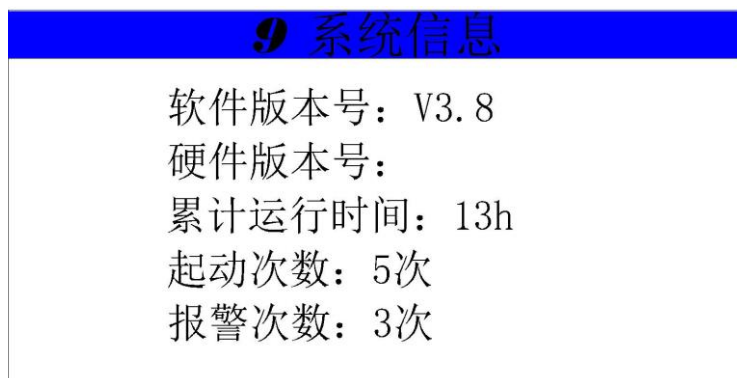 9 系统信息
软件版本号：V3.8
硬件版本号：
累计运行时间：13h
起动次数：5次
报警次数：3次